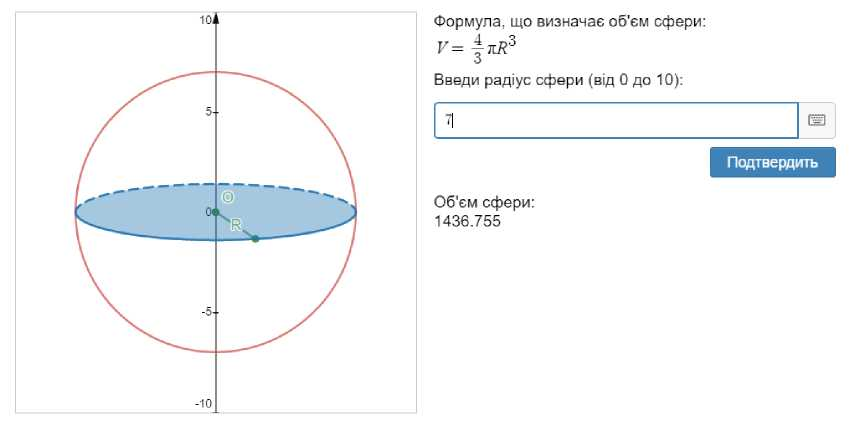 10
5
O
0
R
-5
-10
Формула, що визначає об'єм сфери:
V = 4/3 πR³
Введи радіус сфери (від 0 до 10):
7
Подтвердить
Об'єм сфери:
1436.755